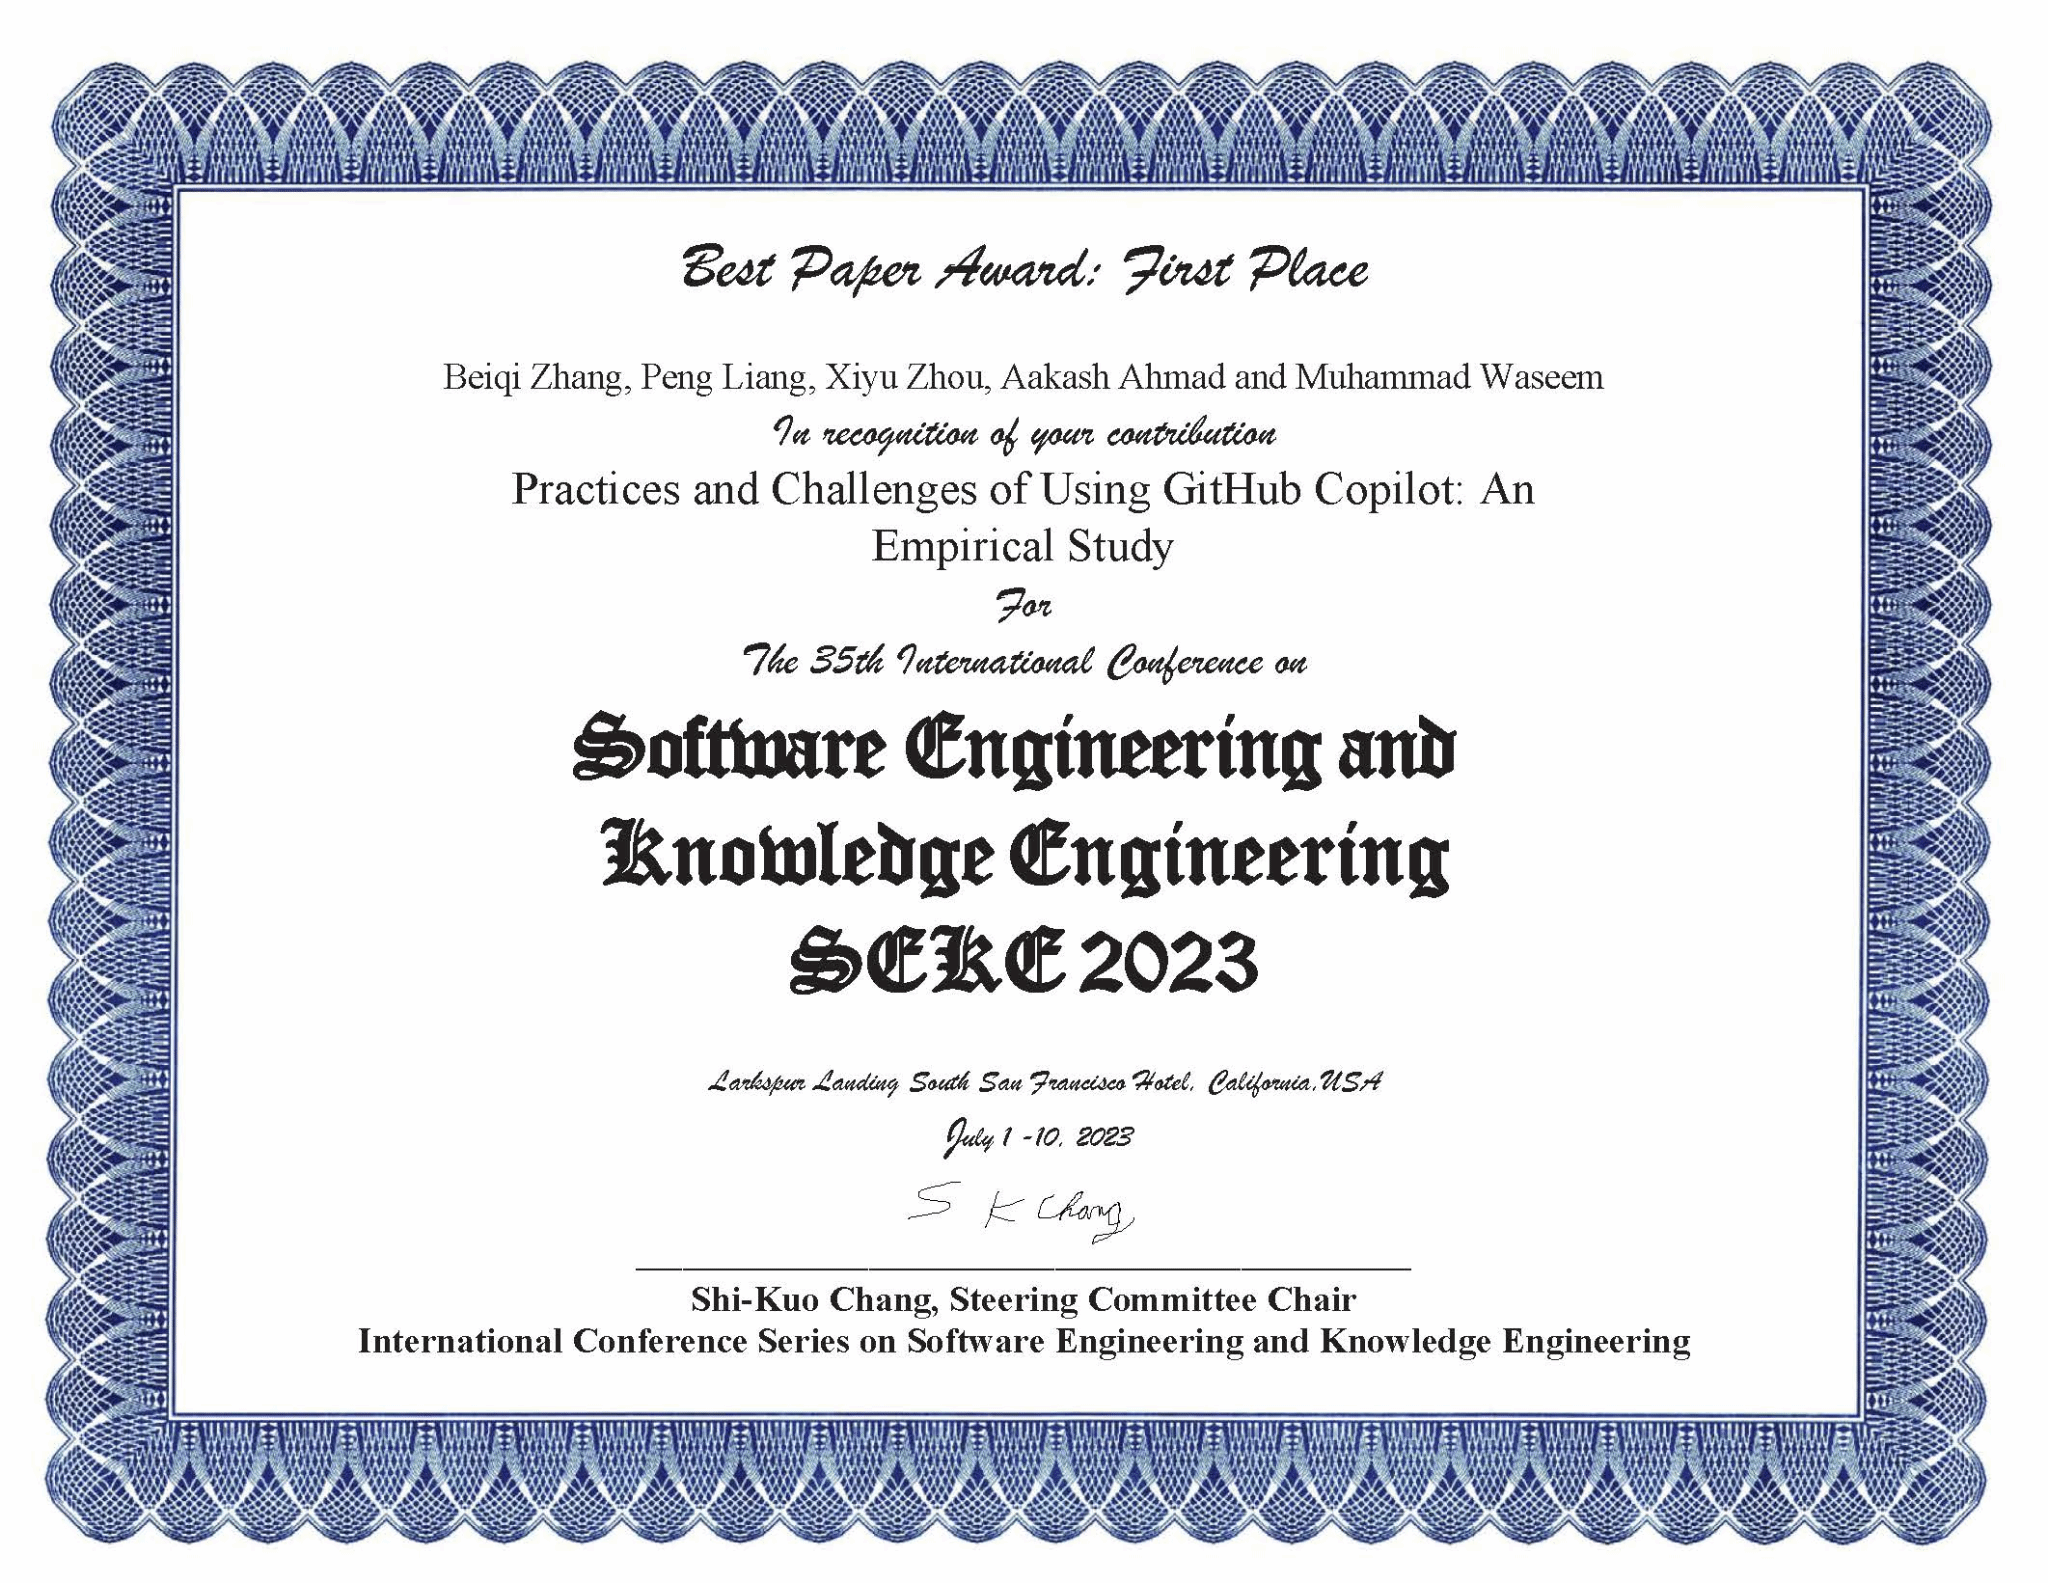 Best Paper Award: First Place
Beiqi Zhang, Peng Liang, Xiyu Zhou, Aakash Ahmad and Muhammad Waseem
In recognition of your contribution
Practices and Challenges of Using GitHub Copilot: An
Empirical Study
For
The 35th International Conference on
Software Engineering and
Knowledge Engineering
SEKE 2023
Larkspur Landing South San Francisco Hotel, California,USA
July 1 -10, 2023
S K Chang
Shi-Kuo Chang, Steering Committee Chair
International Conference Series on Software Engineering and Knowledge Engineering